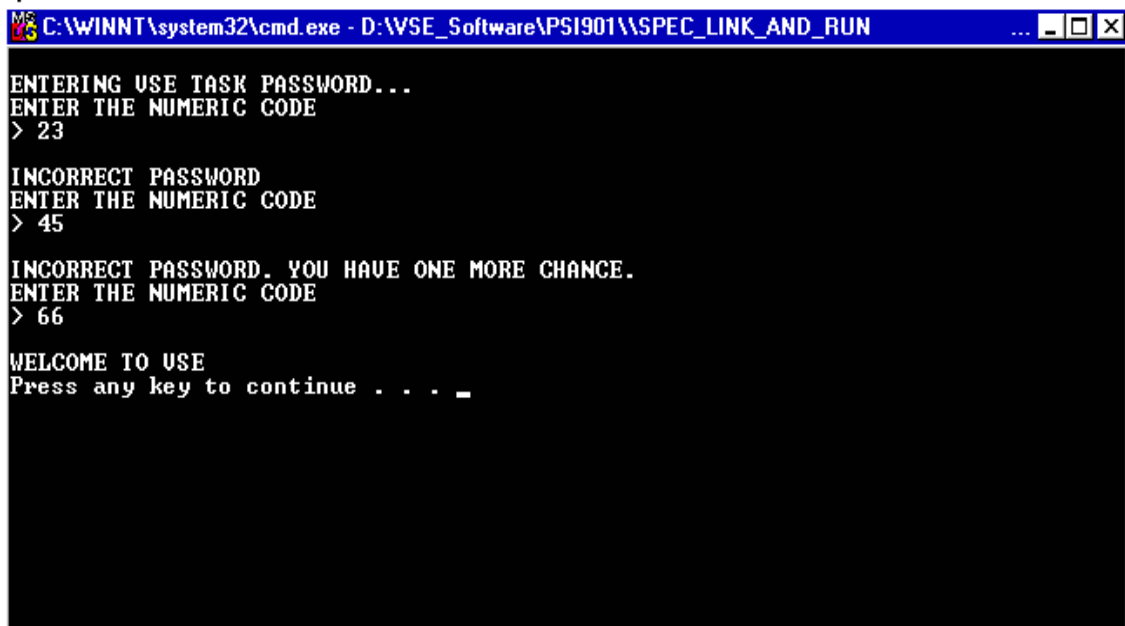 C:\WINNT\system32\cmd.exe - D:\VSE_Software\PSI901\\SPEC_LINK_AND_RUN ...
ENTERING VSE TASK PASSWORD...
ENTER THE NUMERIC CODE
> 23
INCORRECT PASSWORD
ENTER THE NUMERIC CODE
> 45
INCORRECT PASSWORD. YOU HAVE ONE MORE CHANCE.
ENTER THE NUMERIC CODE
> 66
WELCOME TO VSE
Press any key to continue . . . _